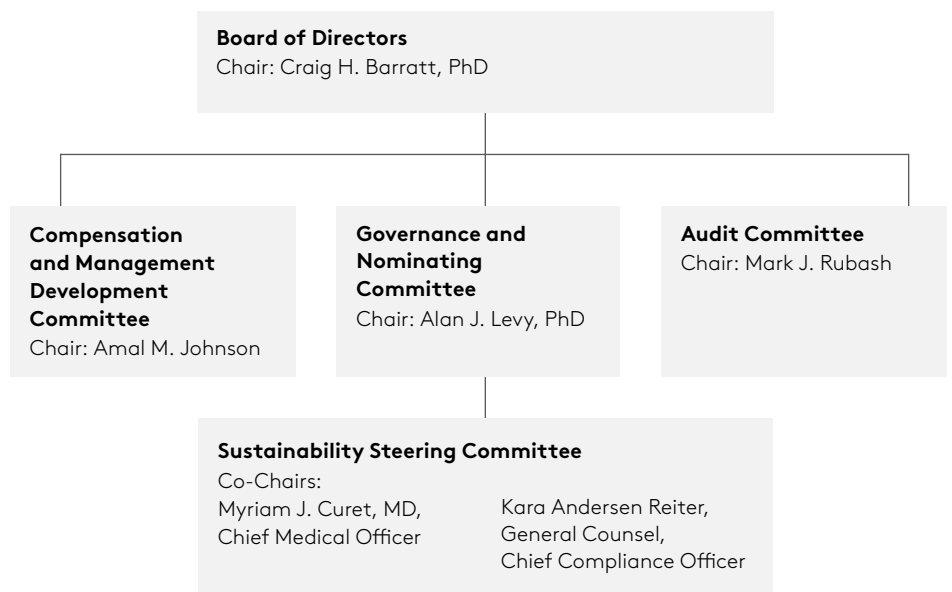 Board of Directors
Chair: Craig H. Barratt, PhD
Compensation
and Management
Development
Committee
Chair: Amal M. Johnson
Governance and
Nominating
Committee
Chair: Alan J. Levy, PhD
Audit Committee
Chair: Mark J. Rubash
Sustainability Steering Committee
Co-Chairs:
Myriam J. Curet, MD,
Chief Medical Officer
Kara Andersen Reiter,
General Counsel,
Chief Compliance Officer